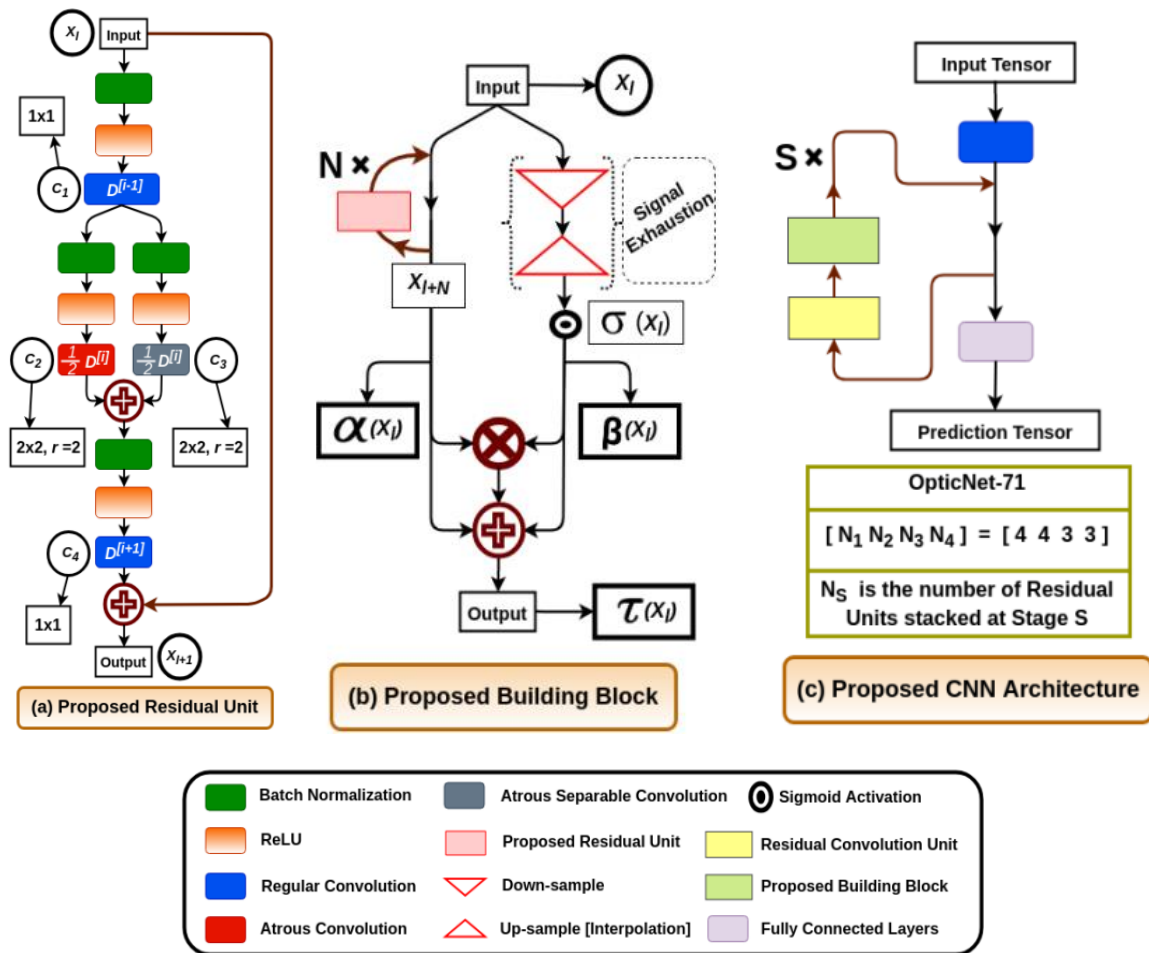 X_l
Input
1x1
C_1
D^[i-1]
C_2
1/2 D^[i]
1/2 D^[i]
C_3
2x2, r =2
2x2, r =2
C_4
D^[i+1]
1x1
Output
X_l+1
(a) Proposed Residual Unit
Input
X_l
N ×
Signal
Exhaustion
X_l+N
σ (X_l)
α(X_l)
β(X_l)
Output
τ(X_l)
(b) Proposed Building Block
Input Tensor
S ×
Prediction Tensor
OpticNet-71
[ N_1 N_2 N_3 N_4 ] = [ 4 4 3 3 ]
N_S is the number of Residual
Units stacked at Stage S
(c) Proposed CNN Architecture
Batch Normalization
Atrous Separable Convolution
Sigmoid Activation
ReLU
Proposed Residual Unit
Residual Convolution Unit
Regular Convolution
Down-sample
Proposed Building Block
Atrous Convolution
Up-sample [Interpolation]
Fully Connected Layers